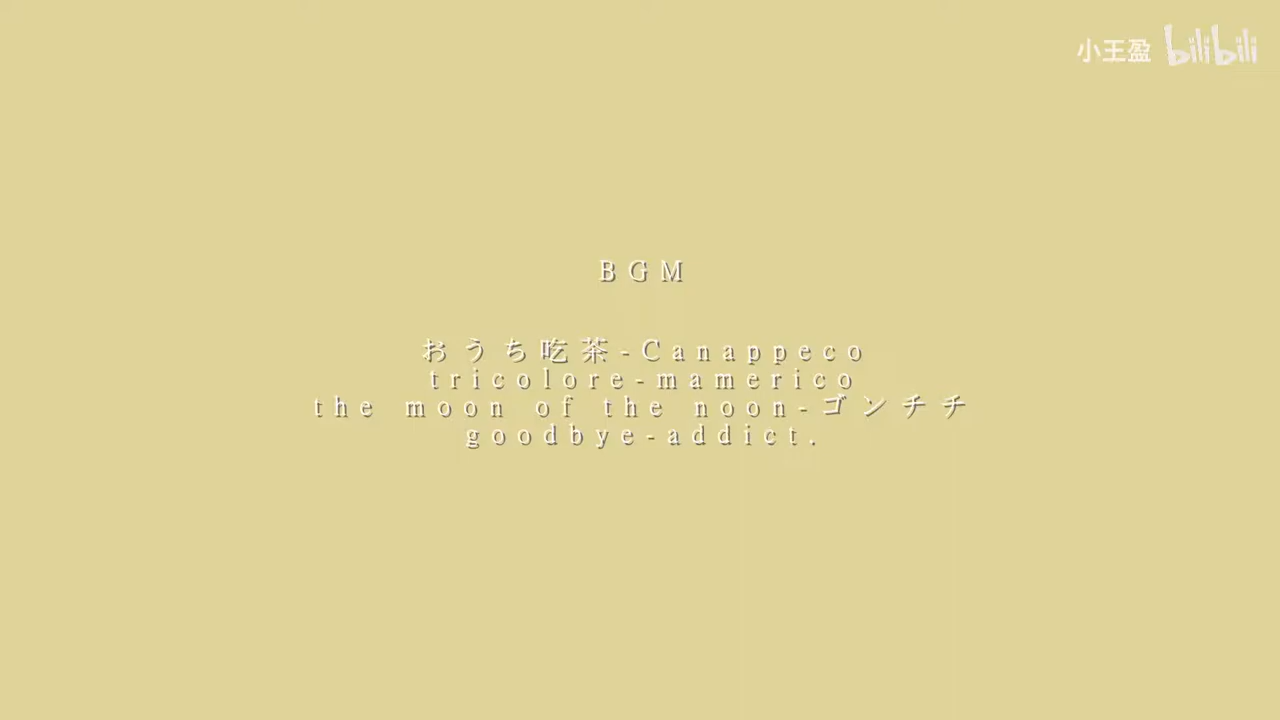 小王盈 bilibili
BGM
おうち吃茶-Canappeco
tricolore-mamerico
the moon of the noon-ゴンチチ
goodbye-addict.